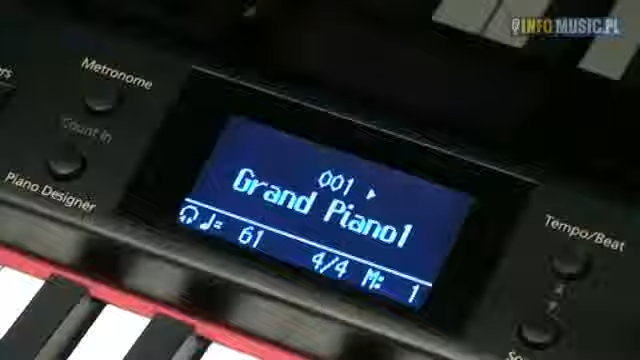 INFOMUSIC.PL
Metronome
Count In
Piano Designer
001
Grand Piano1
♩= 61 4/4 M: 1
Tempo/Beat